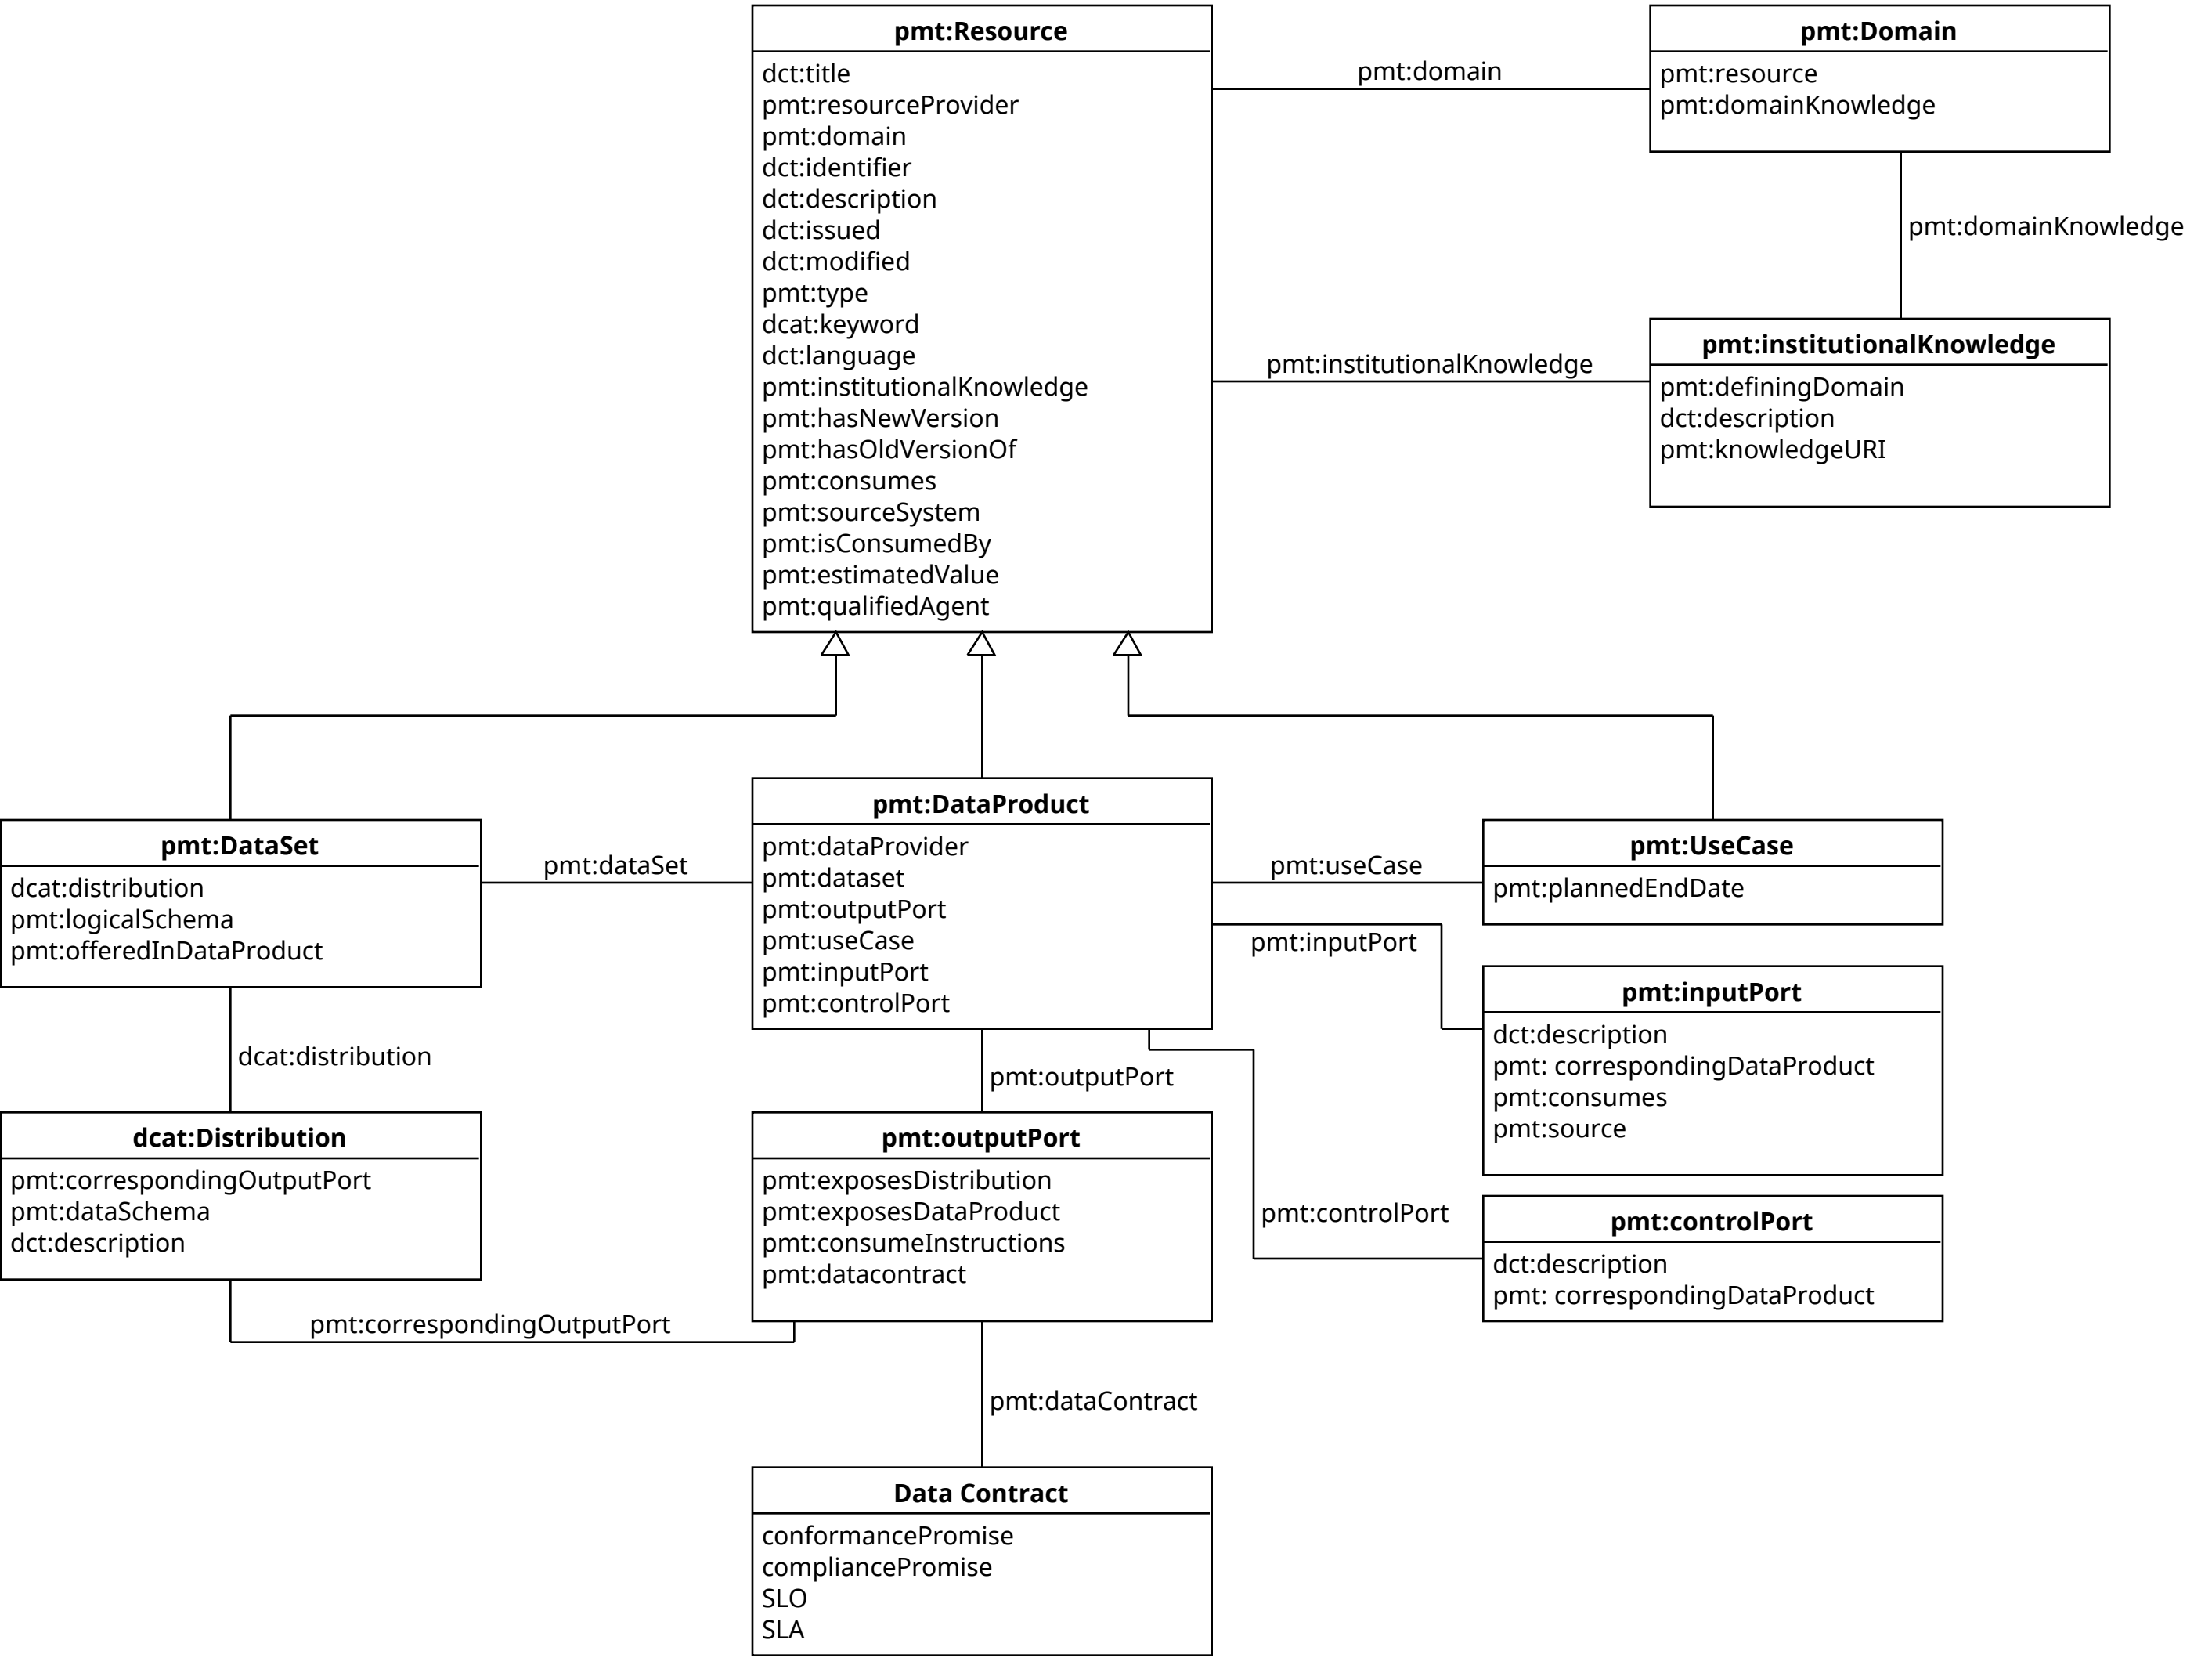 pmt:Resource
dct:title
pmt:resourceProvider
pmt:domain
dct:identifier
dct:description
dct:issued
dct:modified
pmt:type
dcat:keyword
dct:language
pmt:institutionalKnowledge
pmt:hasNewVersion
pmt:hasOldVersionOf
pmt:consumes
pmt:sourceSystem
pmt:isConsumedBy
pmt:estimatedValue
pmt:qualifiedAgent
pmt:domain
pmt:Domain
pmt:resource
pmt:domainKnowledge
pmt:domainKnowledge
pmt:institutionalKnowledge
pmt:institutionalKnowledge
pmt:definingDomain
dct:description
pmt:knowledgeURI
pmt:DataSet
dcat:distribution
pmt:logicalSchema
pmt:offeredInDataProduct
pmt:dataSet
pmt:DataProduct
pmt:dataProvider
pmt:dataset
pmt:outputPort
pmt:useCase
pmt:inputPort
pmt:controlPort
pmt:useCase
pmt:UseCase
pmt:plannedEndDate
pmt:inputPort
pmt:inputPort
dct:description
pmt: correspondingDataProduct
pmt:consumes
pmt:source
dcat:distribution
pmt:outputPort
dcat:Distribution
pmt:correspondingOutputPort
pmt:dataSchema
dct:description
pmt:outputPort
pmt:exposesDistribution
pmt:exposesDataProduct
pmt:consumeInstructions
pmt:datacontract
pmt:controlPort
pmt:controlPort
dct:description
pmt: correspondingDataProduct
pmt:correspondingOutputPort
pmt:dataContract
Data Contract
conformancePromise
compliancePromise
SLO
SLA